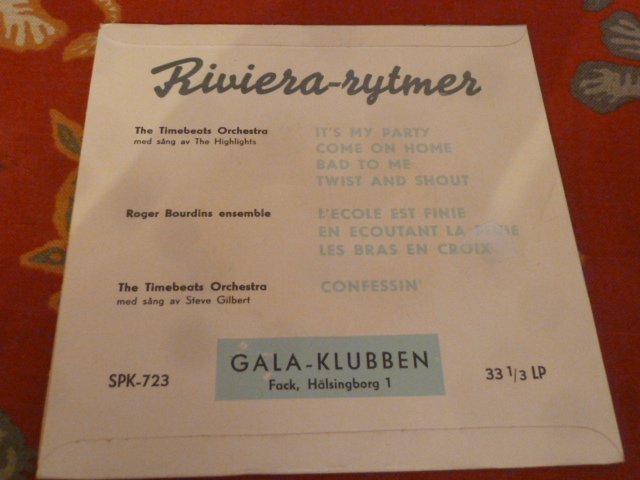 Riviera-rytmer
The Timebeats Orchestra
med sång av The Highlights
IT'S MY PARTY
COME ON HOME
BAD TO ME
TWIST AND SHOUT
Roger Bourdins ensemble
L'ECOLE EST FINIE
EN ECOUTANT LA PLUIE
LES BRAS EN CROIX
The Timebeats Orchestra
med sång av Steve Gilbert
CONFESSIN'
SPK-723
GALA-KLUBBEN
Fack, Hälsingborg 1
33 1/3 LP